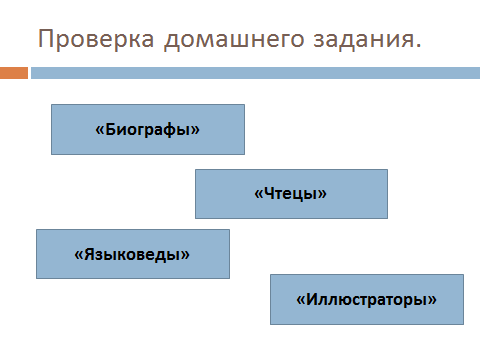 Проверка домашнего задания.
«Биографы»
«Чтецы»
«Языковеды»
«Иллюстраторы»